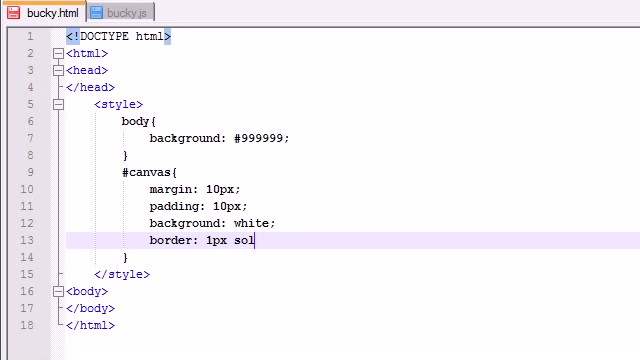 bucky.html bucky.js
1 <!DOCTYPE html>
2 <html>
3 <head>
4 </head>
5 <style>
6 body{
7 background: #999999;
8 }
9 #canvas{
10 margin: 10px;
11 padding: 10px;
12 background: white;
13 border: 1px sol
14 }
15 </style>
16 <body>
17 </body>
18 </html>